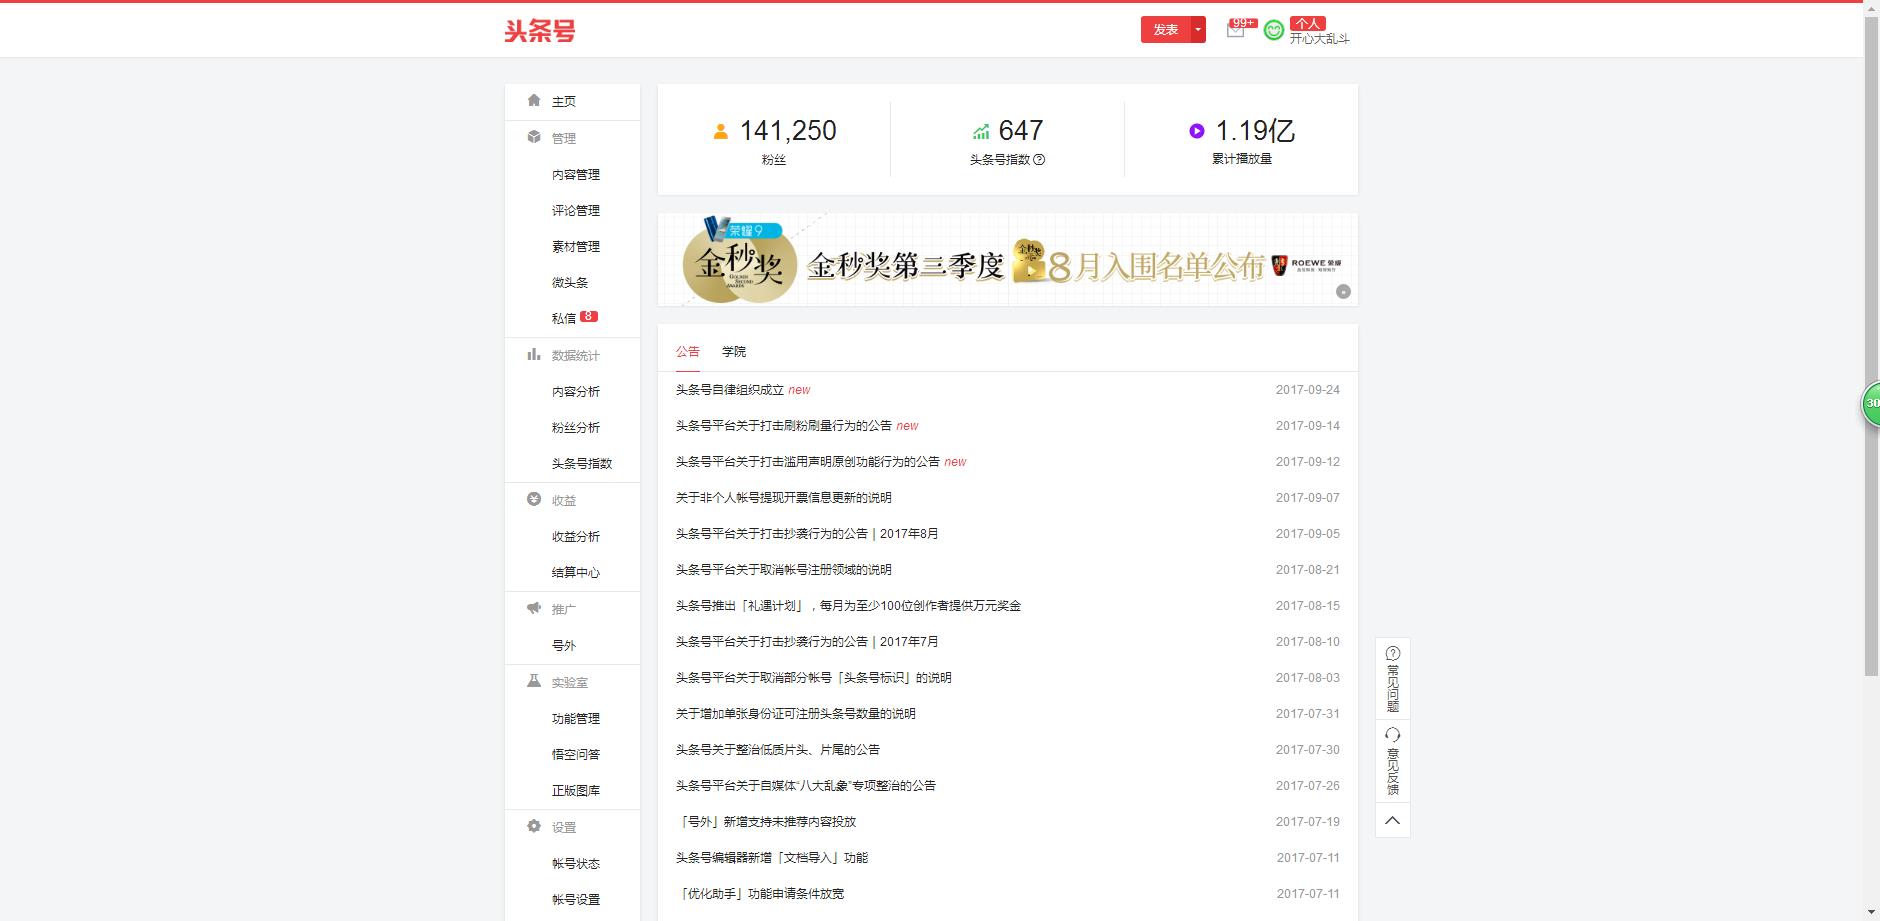 头条号
发表
99+
个人
开心大乱斗
主页
管理
内容管理
评论管理
素材管理
微头条
私信 8
数据统计
内容分析
粉丝分析
头条号指数
收益
收益分析
结算中心
推广
号外
实验室
功能管理
悟空问答
正版图库
设置
帐号状态
帐号设置
141,250
粉丝
647
头条号指数
1.19亿
累计播放量
荣耀9
金秒奖
GOLDEN SECOND AWARDS
金秒奖第三季度
金秒奖
8月入围名单公布
ROEWE 荣威
公告 学院
头条号自律组织成立 new 2017-09-24
头条号平台关于打击刷粉刷量行为的公告 new 2017-09-14
头条号平台关于打击滥用声明原创功能行为的公告 new 2017-09-12
关于非个人帐号提现开票信息更新的说明 2017-09-07
头条号平台关于打击抄袭行为的公告 | 2017年8月 2017-09-05
头条号平台关于取消帐号注册领域的说明 2017-08-21
头条号推出「礼遇计划」，每月为至少100位创作者提供万元奖金 2017-08-15
头条号平台关于打击抄袭行为的公告 | 2017年7月 2017-08-10
头条号平台关于取消部分帐号「头条号标识」的说明 2017-08-03
关于增加单张身份证可注册头条号数量的说明 2017-07-31
头条号关于整治低质片头、片尾的公告 2017-07-30
头条号平台关于自媒体“八大乱象”专项整治的公告 2017-07-26
「号外」新增支持未推荐内容投放 2017-07-19
头条号编辑器新增「文档导入」功能 2017-07-11
「优化助手」功能申请条件放宽 2017-07-11
常见问题
意见反馈
30